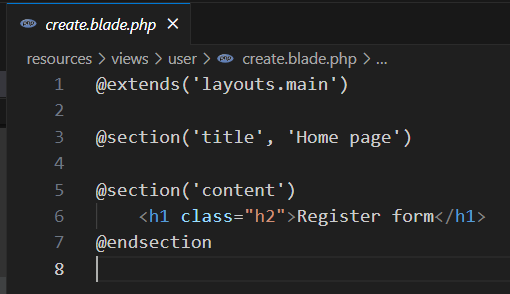 create.blade.php ×
resources > views > user > create.blade.php > ...
1 @extends('layouts.main')
2
3 @section('title', 'Home page')
4
5 @section('content')
6     <h1 class="h2">Register form</h1>
7 @endsection
8